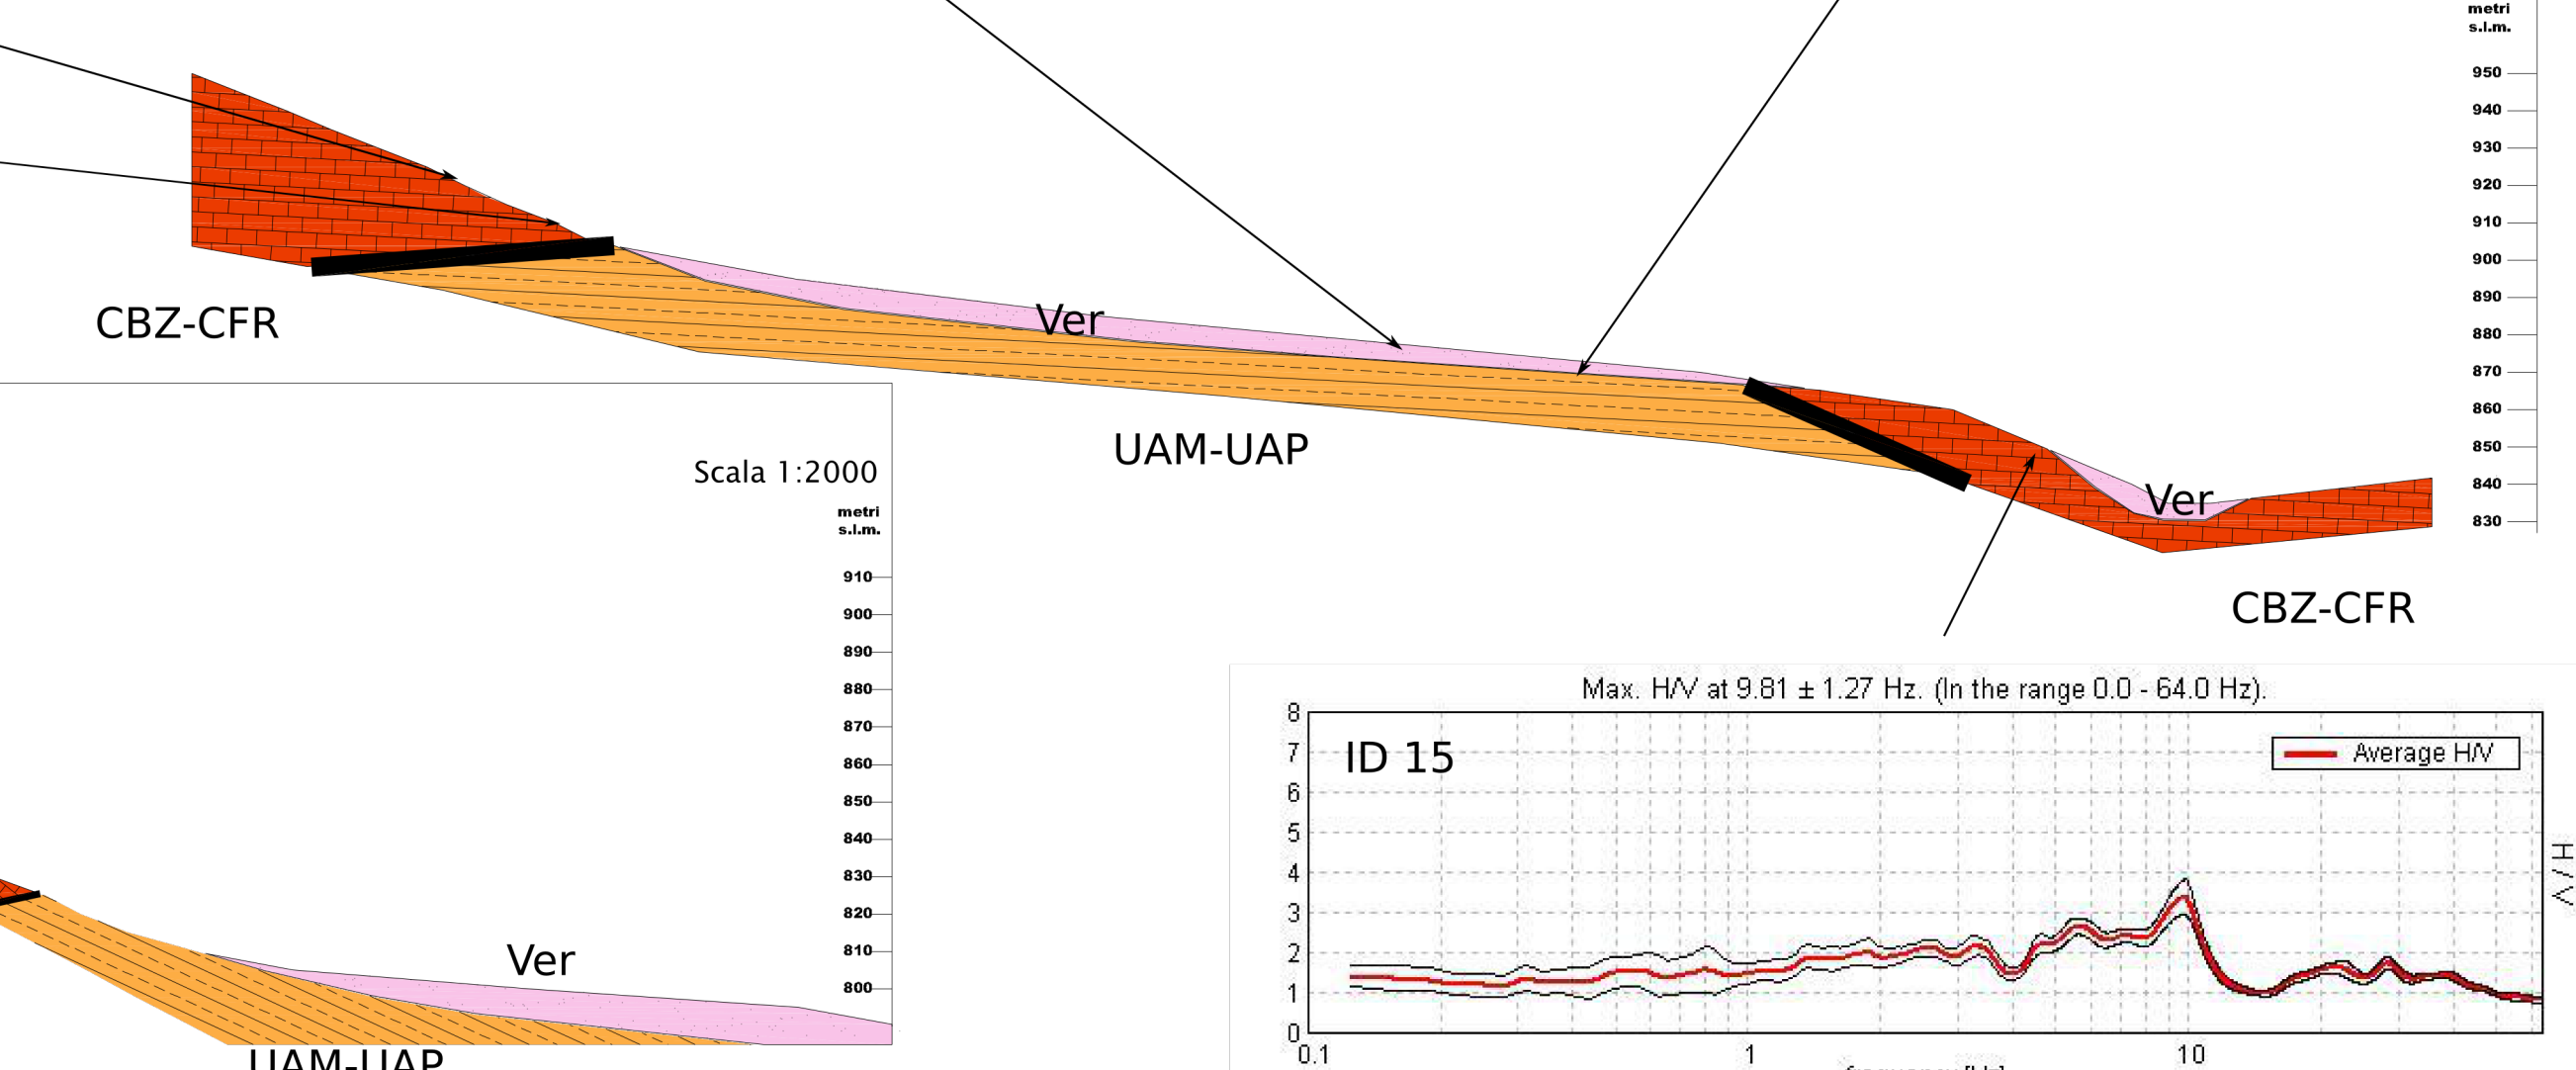 metri
s.l.m.
950
940
930
920
910
900
890
880
870
860
850
840
830
CBZ-CFR
Ver
UAM-UAP
Ver
CBZ-CFR
Scala 1:2000
metri
s.l.m.
910
900
890
880
870
860
850
840
830
820
810
800
Ver
UAM-UAP
Max. H/V at 9.81 ± 1.27 Hz. (In the range 0.0 - 64.0 Hz).
ID 15
Average H/V
8
7
6
5
4
3
2
1
0
H/V
0.1
1
10
frequency [Hz]